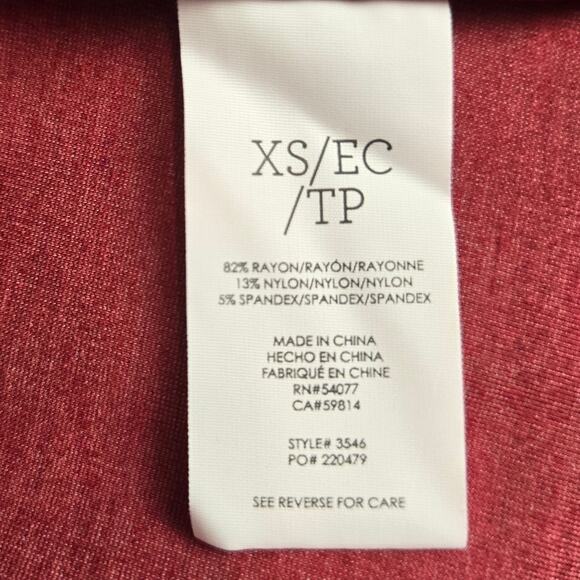 XS/EC
/TP
82% RAYON/RAYÓN/RAYONNE
13% NYLON/NYLON/NYLON
5% SPANDEX/SPANDEX/SPANDEX
MADE IN CHINA
HECHO EN CHINA
FABRIQUÉ EN CHINE
RN#54077
CA#59814
STYLE# 3546
PO# 220479
SEE REVERSE FOR CARE